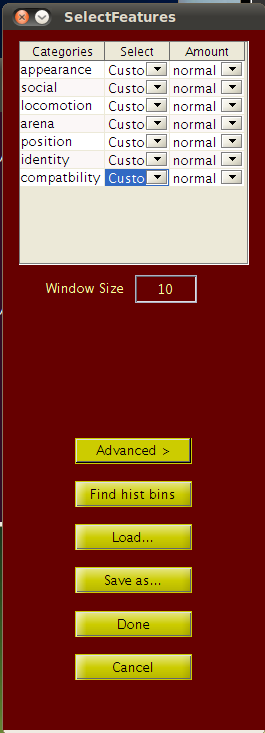 SelectFeatures
Categories Select Amount
appearance Custo normal
social Custo normal
locomotion Custo normal
arena Custo normal
position Custo normal
identity Custo normal
compatbility Custo normal
Window Size 10
Advanced >
Find hist bins
Load...
Save as...
Done
Cancel